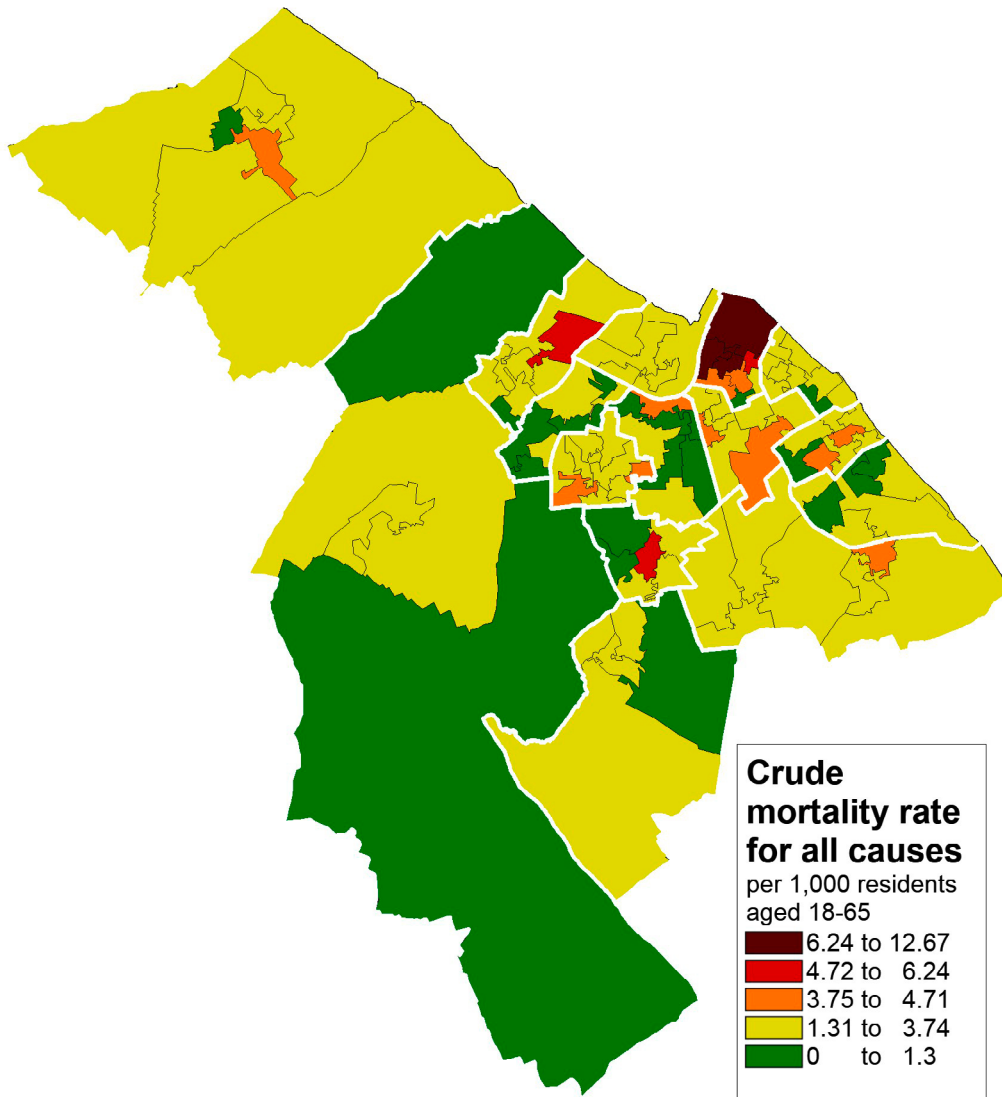 Crude
mortality rate
for all causes
per 1,000 residents
aged 18-65
6.24 to 12.67
4.72 to 6.24
3.75 to 4.71
1.31 to 3.74
0 to 1.3